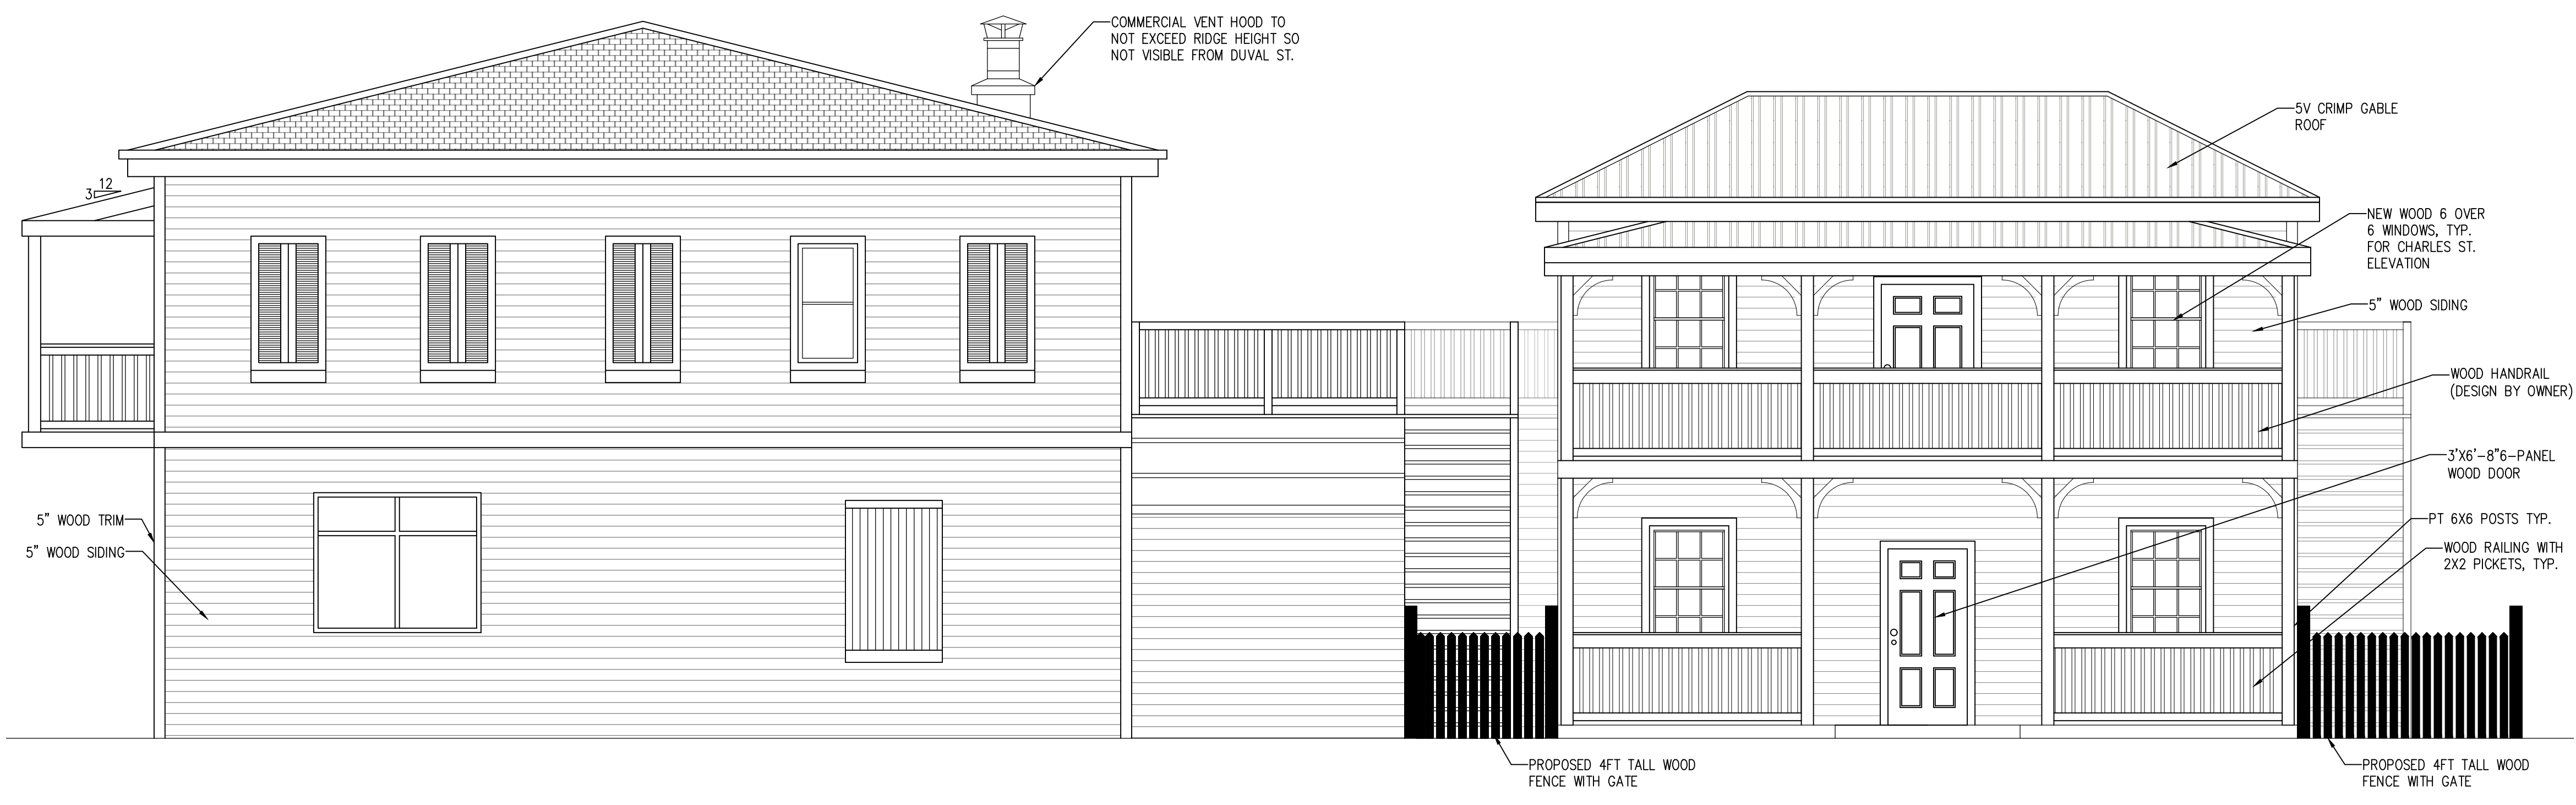 COMMERCIAL VENT HOOD TO
NOT EXCEED RIDGE HEIGHT SO
NOT VISIBLE FROM DUVAL ST.
5V CRIMP GABLE
ROOF
12
3
NEW WOOD 6 OVER
6 WINDOWS, TYP.
FOR CHARLES ST.
ELEVATION
5" WOOD SIDING
WOOD HANDRAIL
(DESIGN BY OWNER)
3'X6'-8"6-PANEL
WOOD DOOR
5" WOOD TRIM
5" WOOD SIDING
PT 6X6 POSTS TYP.
WOOD RAILING WITH
2X2 PICKETS, TYP.
PROPOSED 4FT TALL WOOD
FENCE WITH GATE
PROPOSED 4FT TALL WOOD
FENCE WITH GATE